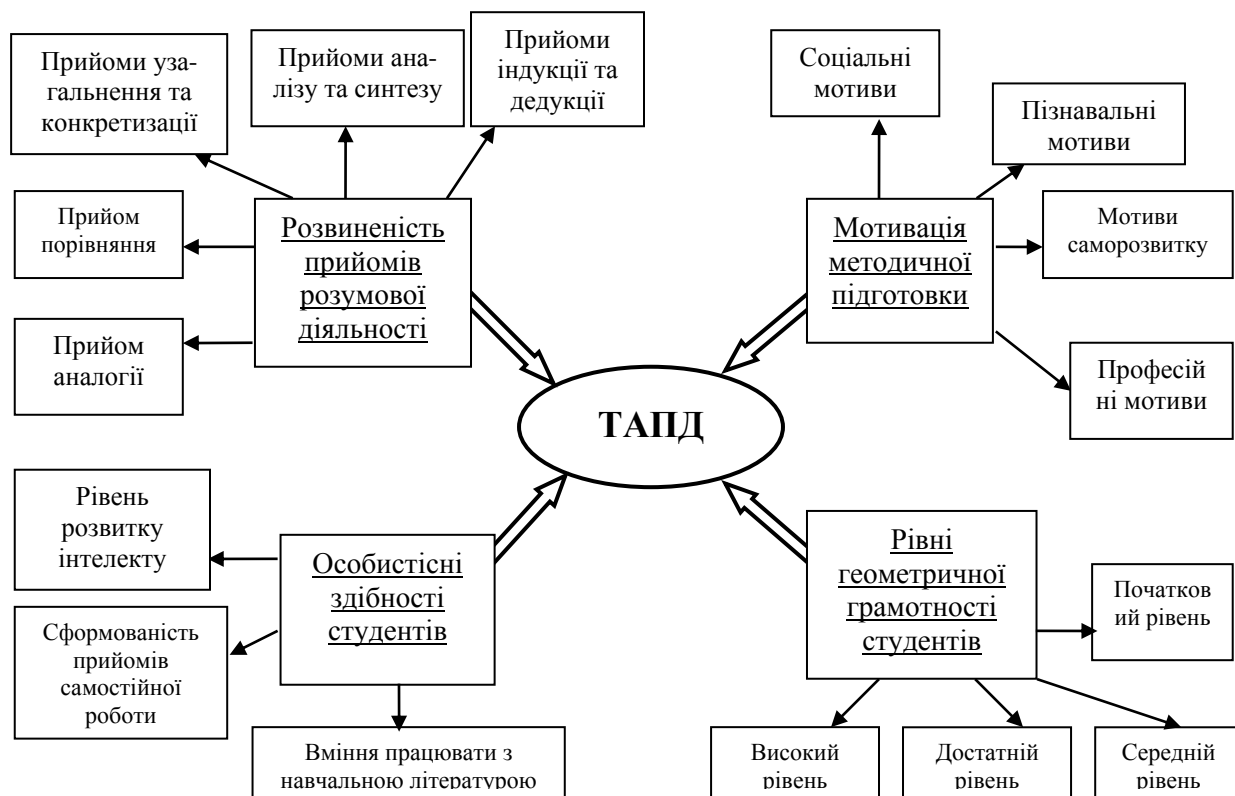 Прийоми уза-
гальнення та
конкретизації
Прийоми ана-
лізу та синтезу
Прийоми
індукції та
дедукції
Прийом
порівняння
Прийом
аналогії
Розвиненість
прийомів
розумової
діяльності
Соціальні
мотиви
Пізнавальні
мотиви
Мотивація
методичної
підготовки
Мотиви
саморозвитку
Професій
ні мотиви
ТАПД
Рівень
розвитку
інтелекту
Сформованість
прийомів
самостійної
роботи
Особистісні
здібності
студентів
Вміння працювати з
навчальною літературою
Рівні
геометричної
грамотності
студентів
Початков
ий рівень
Високий
рівень
Достатній
рівень
Середній
рівень